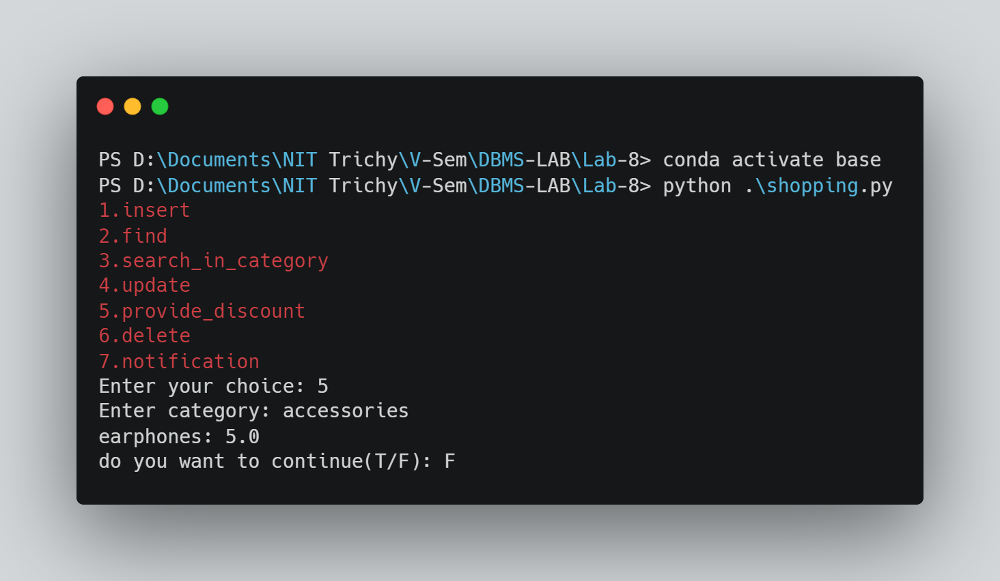 PS D:\Documents\NIT Trichy\V-Sem\DBMS-LAB\Lab-8> conda activate base
PS D:\Documents\NIT Trichy\V-Sem\DBMS-LAB\Lab-8> python .\shopping.py
1.insert
2.find
3.search_in_category
4.update
5.provide_discount
6.delete
7.notification
Enter your choice: 5
Enter category: accessories
earphones: 5.0
do you want to continue(T/F): F